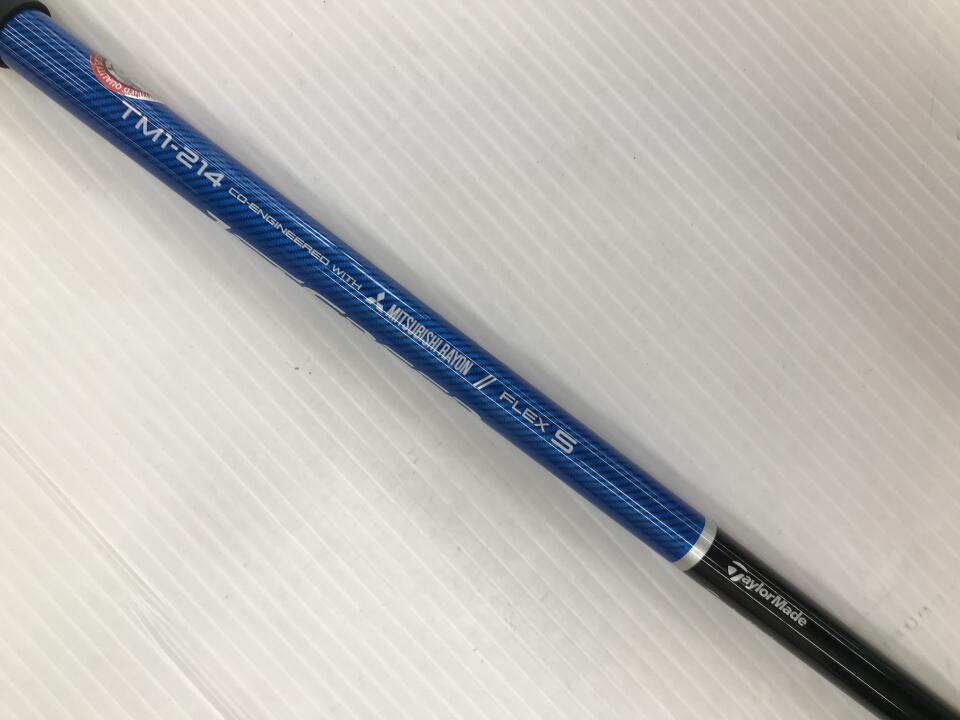 TM1-214 CO-ENGINEERED WITH MITSUBISHI RAYON // FLEX S
TaylorMade